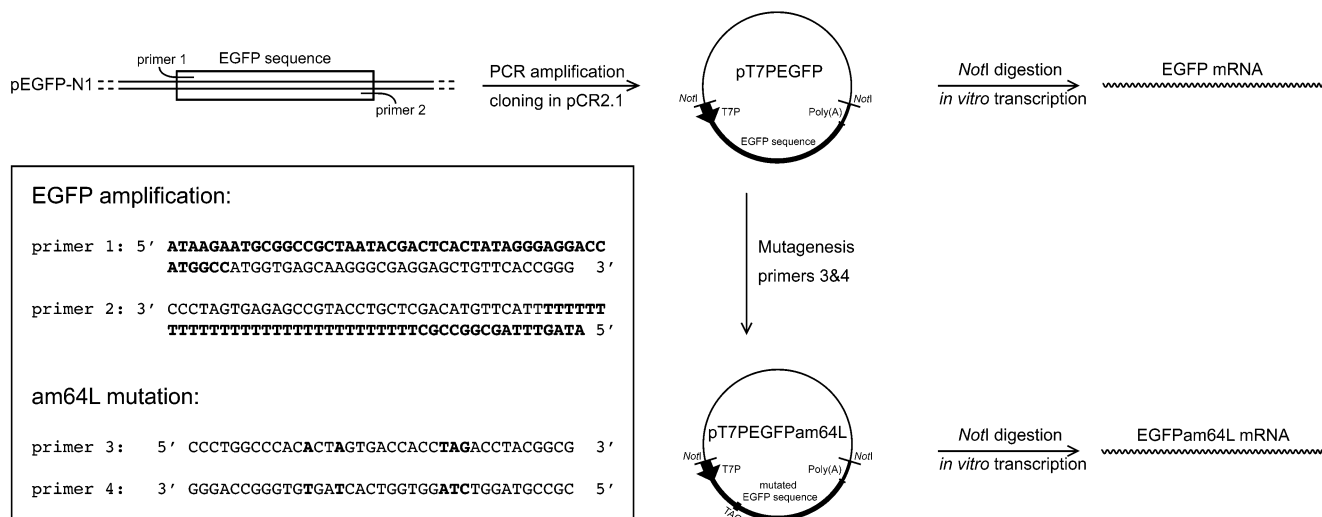 pEGFP-N1
primer 1
EGFP sequence
primer 2
PCR amplification
cloning in pCR2.1
pT7PEGFP
NotI
NotI
T7P
Poly(A)
EGFP sequence
NotI digestion
in vitro transcription
EGFP mRNA
EGFP amplification:
primer 1: 5’ ATAAGAATGCGGCCGCTAATACGACTCACTATAGGGAGGACC
ATGGCCATGGTGAGCAAGGGCGAGGAGCTGTTCACCGGG 3’
primer 2: 3’ CCCTAGTGAGAGCCGTACCTGCTCGACATGTTCATTTTTTTT
TTTTTTTTTTTTTTTTTTTTTTTTCGCCGGCGATTTGATA 5’
am64L mutation:
primer 3: 5’ CCCTGGCCCACACTAGTGACCACCTAGACCTACGGCG 3’
primer 4: 3’ GGGACCGGGTGTGATCACTGGTGGATCTGGATGCCGC 5’
Mutagenesis
primers 3&4
pT7PEGFPam64L
NotI
NotI
T7P
Poly(A)
mutated
EGFP sequence
TAG
NotI digestion
in vitro transcription
EGFPam64L mRNA